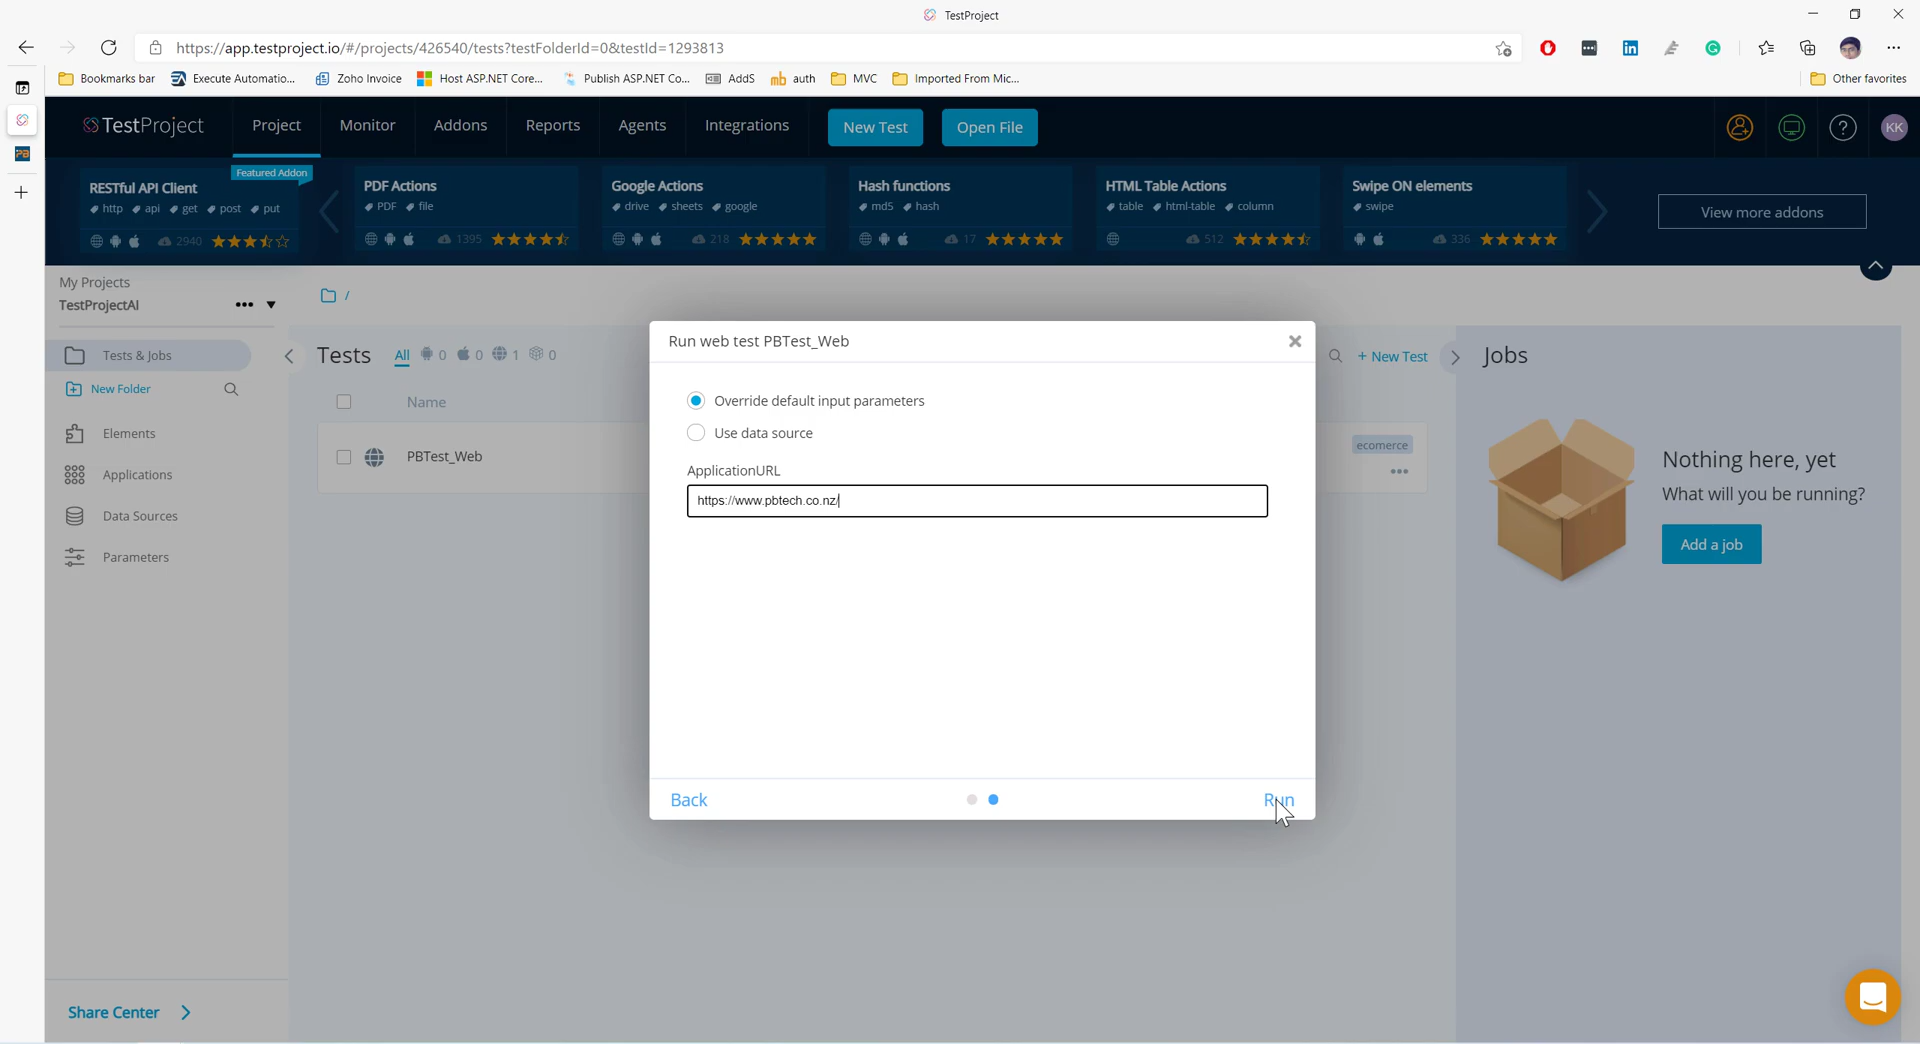 TestProject
https://app.testproject.io/#/projects/426540/tests?testFolderId=0&testId=1293813
Bookmarks bar
Execute Automatio...
Zoho Invoice
Host ASP.NET Core...
Publish ASP.NET Co...
AddS
auth
MVC
Imported From Mic...
Other favorites
TestProject
Project
Monitor
Addons
Reports
Agents
Integrations
New Test
Open File
KK
Featured Addon
RESTful API Client
http api get post put
2940
PDF Actions
PDF file
1395
Google Actions
drive sheets google
218
Hash functions
md5 hash
17
HTML Table Actions
table html-table column
512
Swipe ON elements
swipe
336
View more addons
My Projects
TestProjectAI
/
Tests & Jobs
New Folder
Elements
Applications
Data Sources
Parameters
Share Center
Tests
All 0 0 1 0
+ New Test
Name
PBTest_Web
ecomerce
Run web test PBTest_Web
Override default input parameters
Use data source
ApplicationURL
https://www.pbtech.co.nz/
Back
Run
Jobs
Nothing here, yet
What will you be running?
Add a job
PB